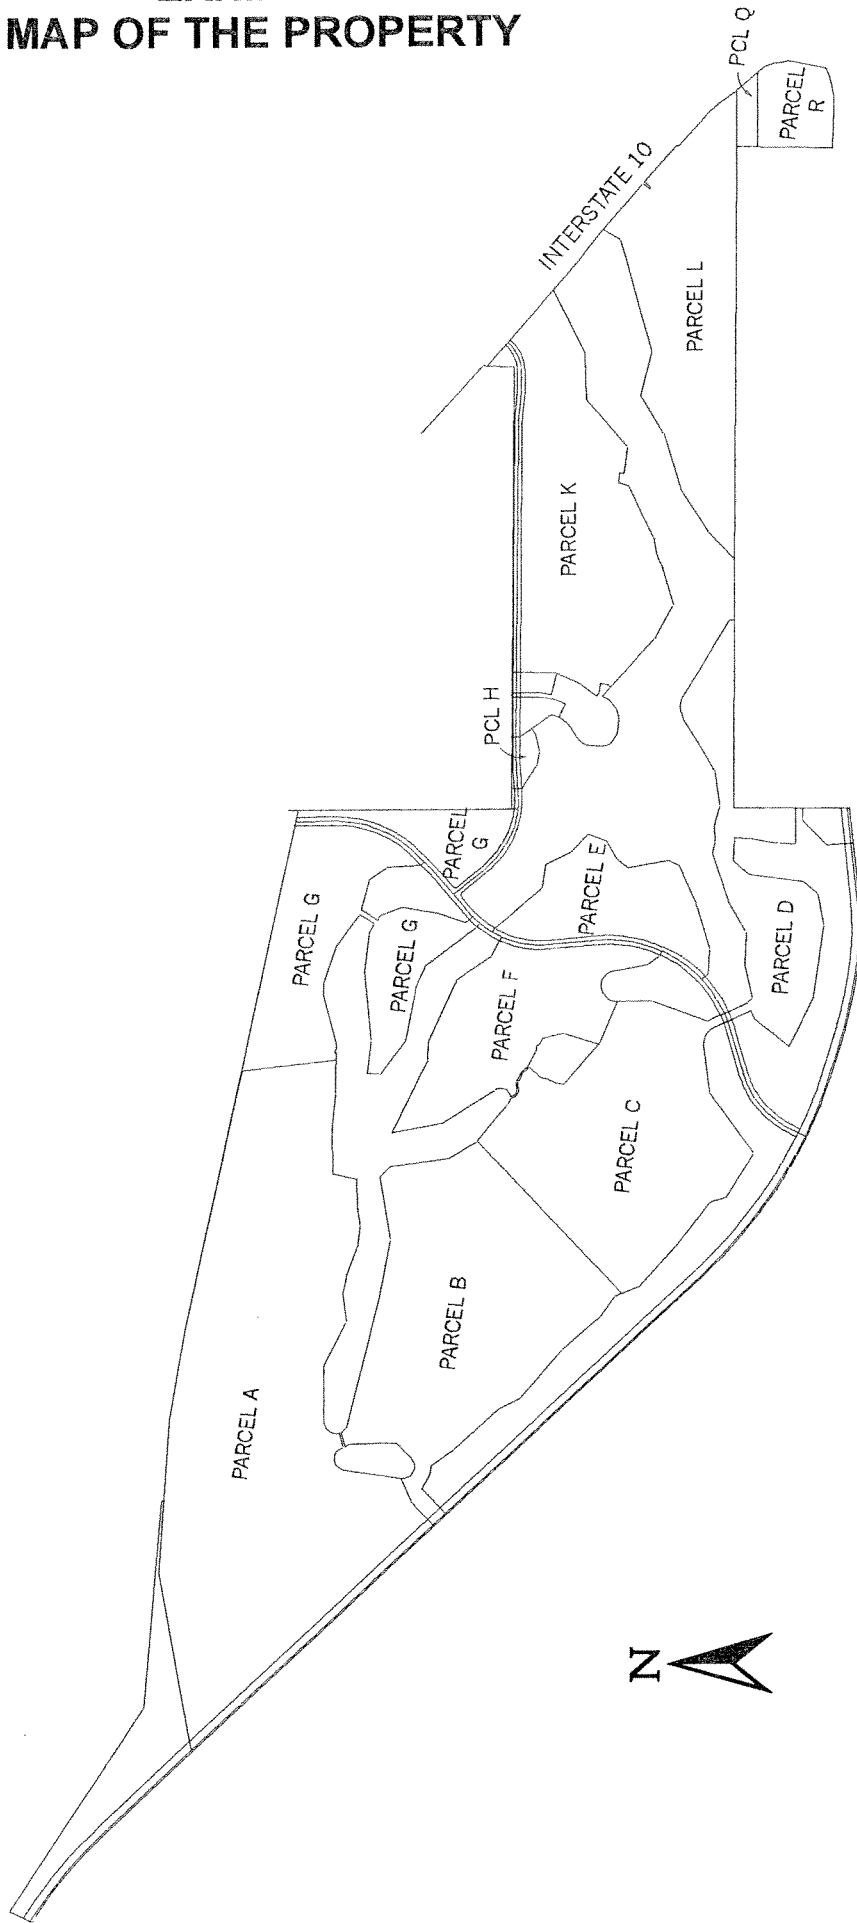 MAP OF THE PROPERTY
PCL Q
PARCEL
R
INTERSTATE 10
PARCEL L
PARCEL K
PCL H
PARCEL
G
PARCEL E
PARCEL G
PARCEL G
PARCEL D
PARCEL F
PARCEL C
PARCEL B
PARCEL A
N